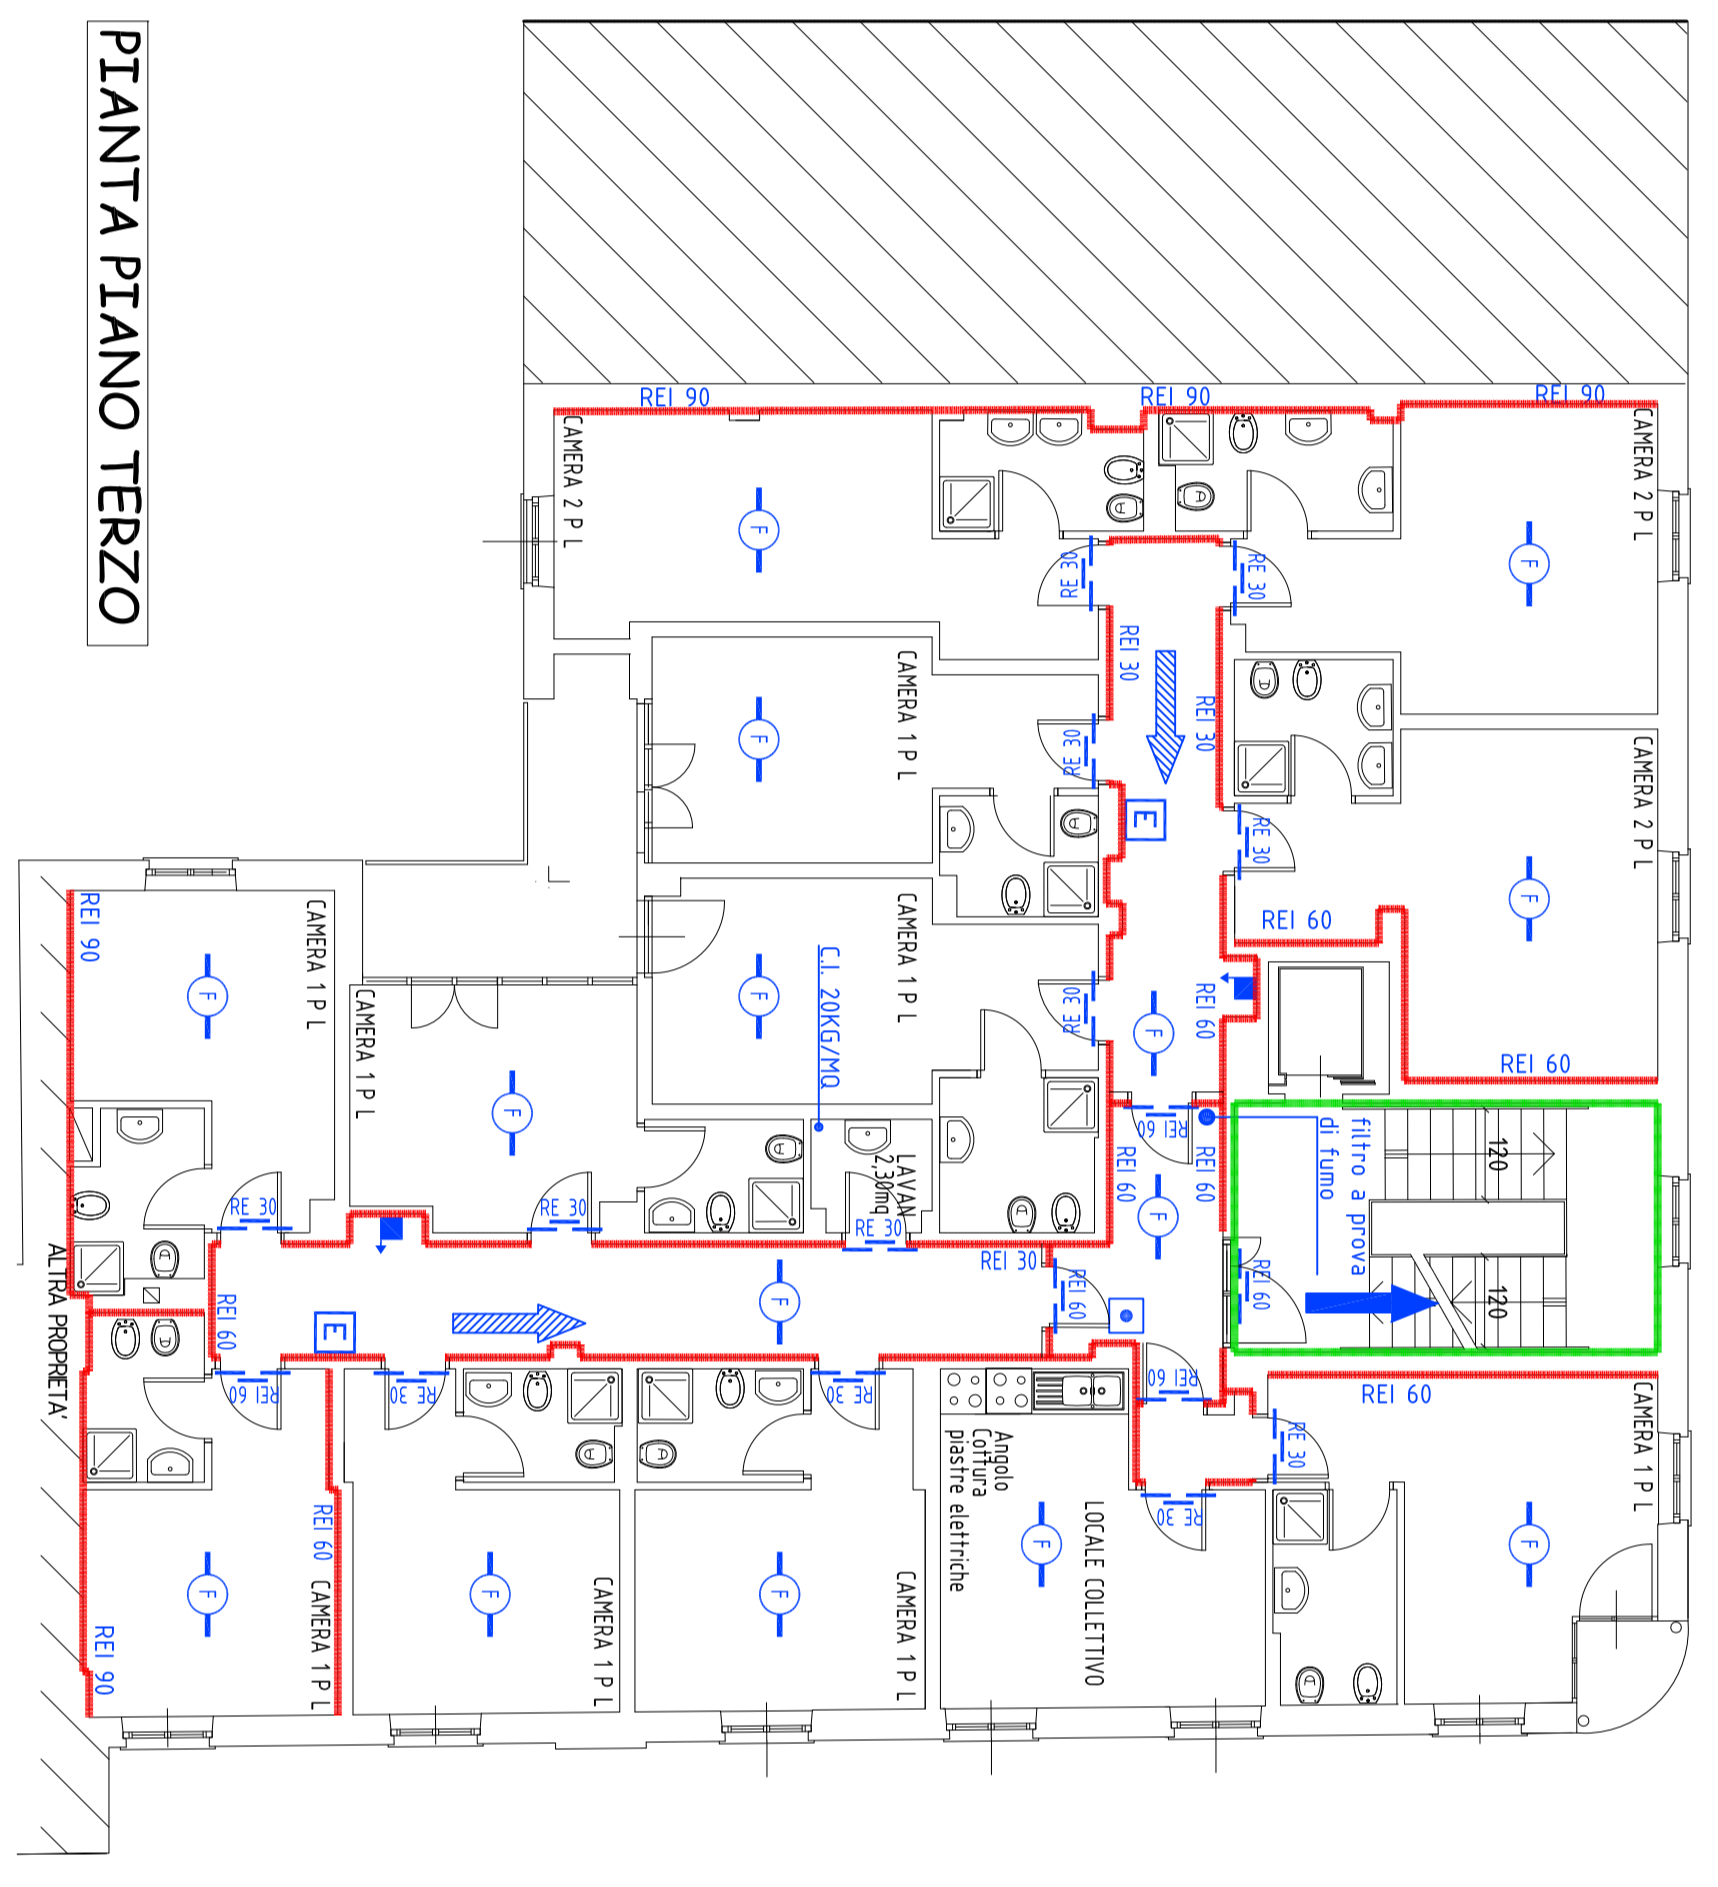 PIANTA PIANO TERZO
REI 90
REI 90
REI 90
CAMERA 2 P L
F
CAMERA 2 P L
F
RE 30
RE 30
REI 30
REI 30
CAMERA 1 P L
F
RE 30
E
RE 30
CAMERA 2 P L
F
REI 60
REI 60
CAMERA 1 P L
F
RE 30
REI 60
F
C.I. 20KG/MQ
REI 90
CAMERA 1 P L
F
CAMERA 1 P L
F
REI 60
REI 60
REI 60
F
filtro a prova
di fumo
120
120
LAVAN
2,30mq
RE 30
RE 30
RE 30
REI 30
REI 60
REI 60
ALTRA PROPRIETA'
REI 60
E
F
REI 60
RE 30
RE 30
REI 60
REI 60
CAMERA 1 P L
RE 30
F
Angolo
Cottura
piastre elettriche
LOCALE COLLETTIVO
F
RE 30
REI 60
CAMERA 1 P L
F
REI 90
CAMERA 1 P L
F
CAMERA 1 P L
F